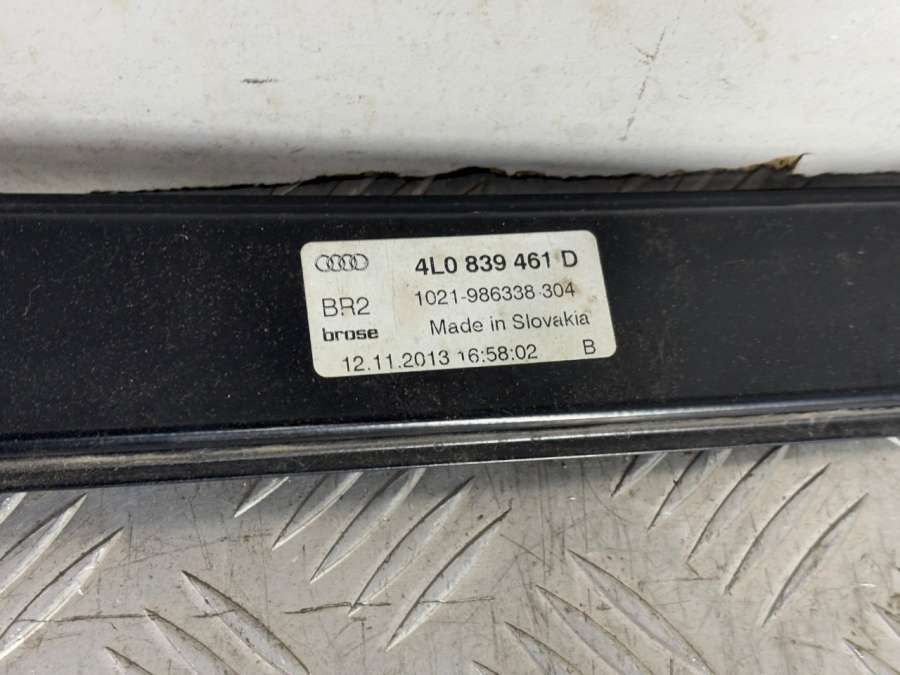 4L0 839 461 D
BR2 1021-986338-304
brose Made in Slovakia
12.11.2013 16:58:02 B